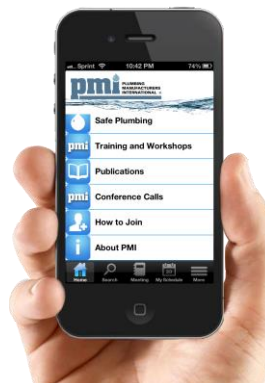 Sprint 10:42 PM 74%
pmi PLUMBING
MANUFACTURERS
INTERNATIONAL
Safe Plumbing
pmi Training and Workshops
Publications
pmi Conference Calls
How to Join
i About PMI
Home Search Meeting My Schedule More